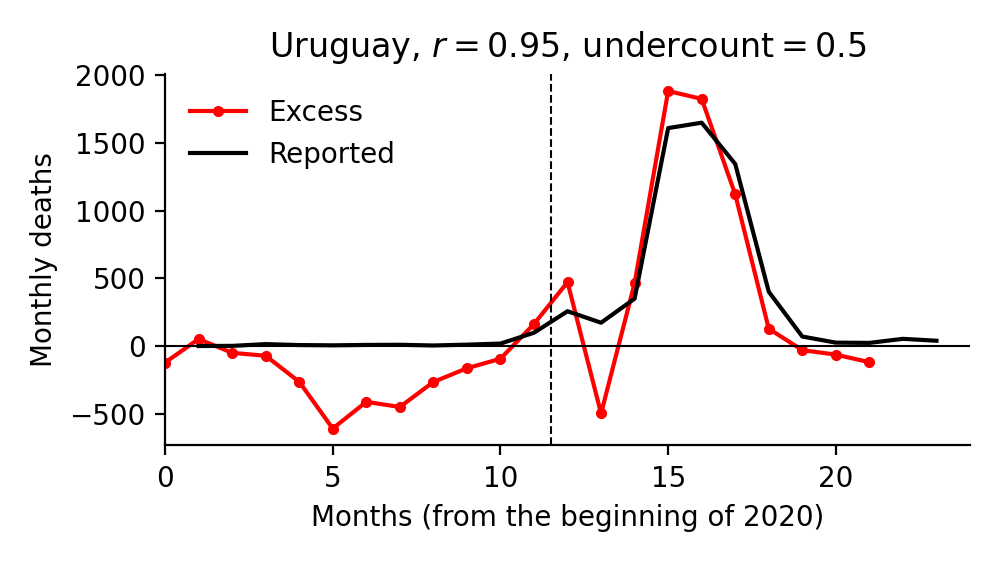 Uruguay, r = 0.95, undercount = 0.5
2000
1500
1000
500
0
−500
Monthly deaths
Excess
Reported
0 5 10 15 20
Months (from the beginning of 2020)